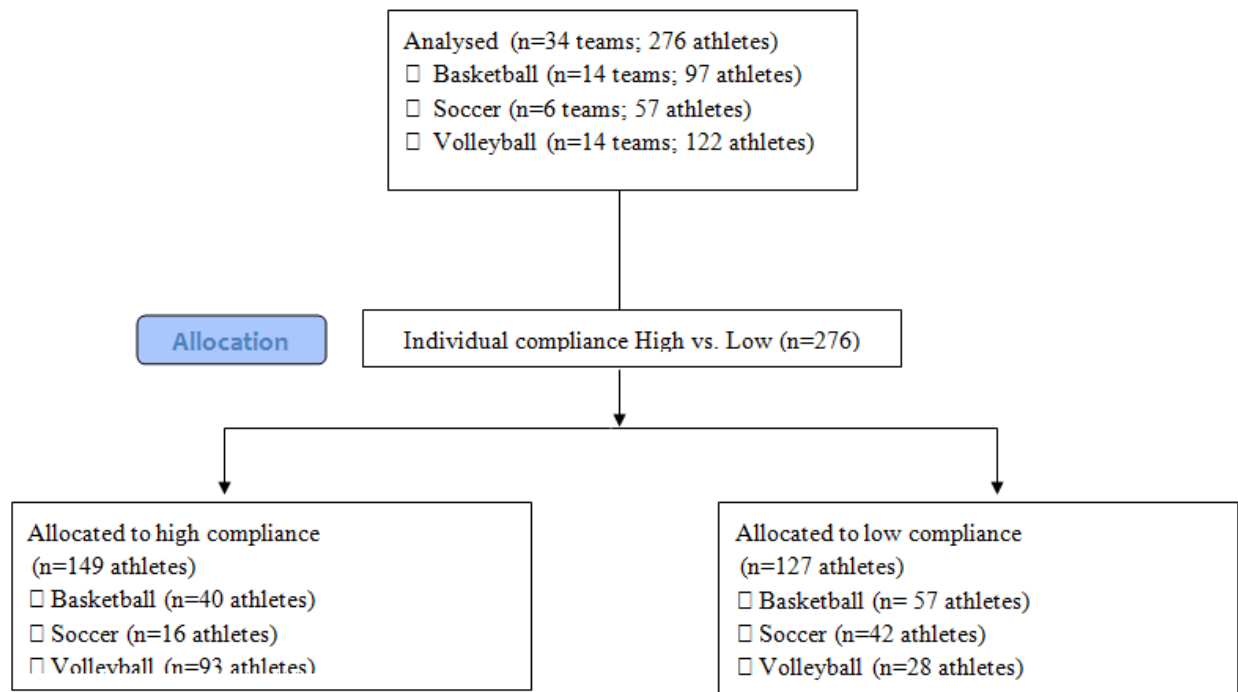 Analysed (n=34 teams; 276 athletes)
□ Basketball (n=14 teams; 97 athletes)
□ Soccer (n=6 teams; 57 athletes)
□ Volleyball (n=14 teams; 122 athletes)
Allocation
Individual compliance High vs. Low (n=276)
Allocated to high compliance
(n=149 athletes)
□ Basketball (n=40 athletes)
□ Soccer (n=16 athletes)
□ Volleyball (n=93 athletes)
Allocated to low compliance
(n=127 athletes)
□ Basketball (n= 57 athletes)
□ Soccer (n=42 athletes)
□ Volleyball (n=28 athletes)